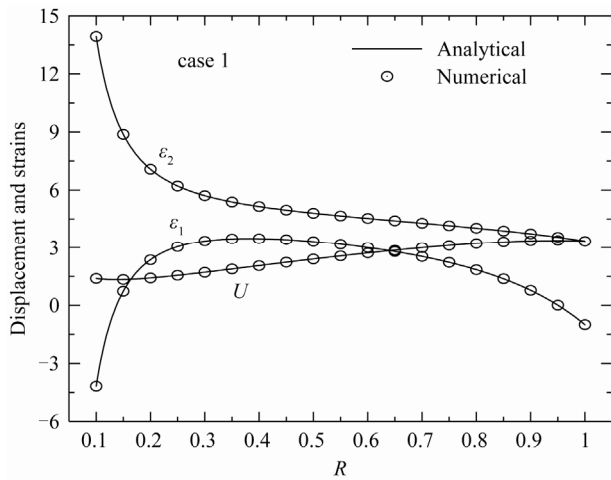 15
12
9
6
3
0
−3
−6
Displacement and strains
case 1
Analytical
Numerical
ε2
ε1
U
0.1 0.2 0.3 0.4 0.5 0.6 0.7 0.8 0.9 1
R